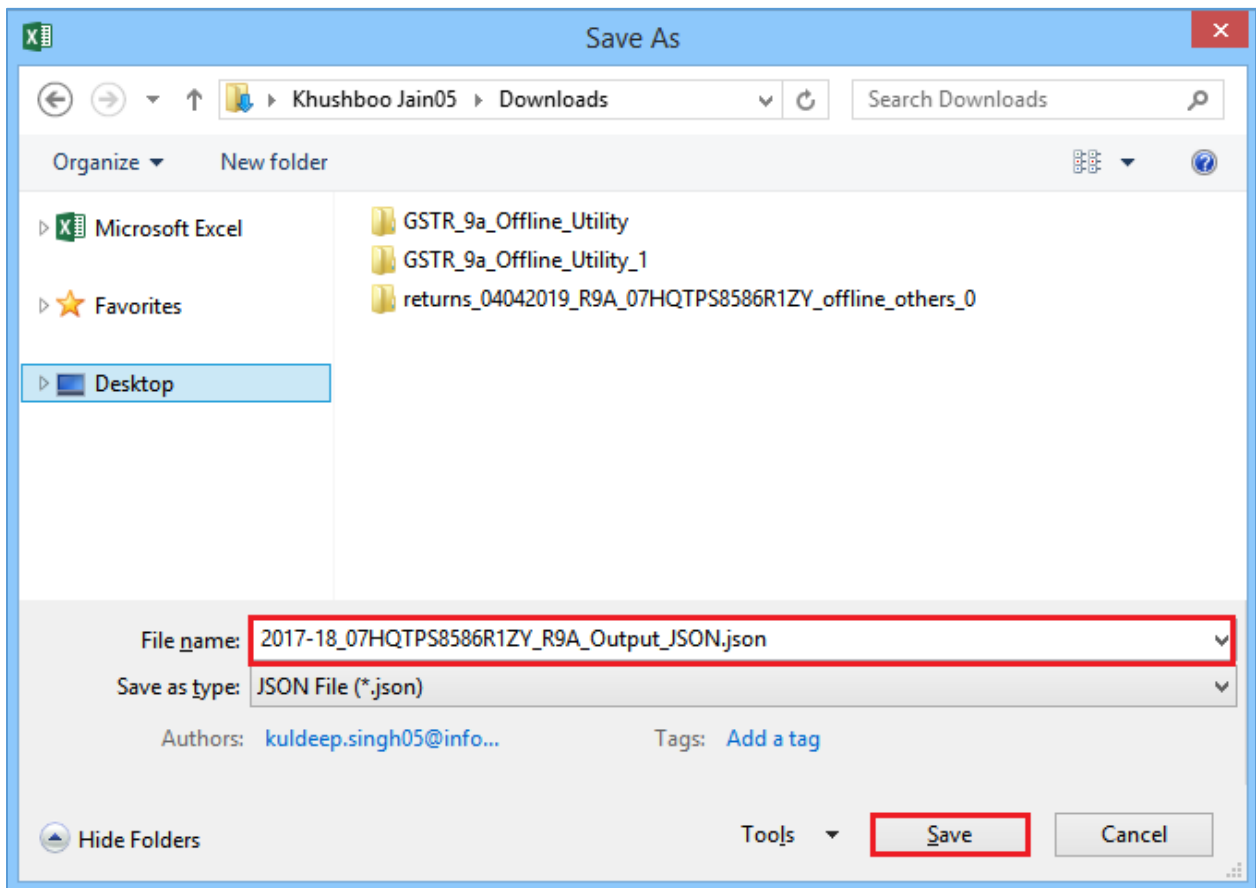 Save As
Khushboo Jain05 Downloads Search Downloads
Organize New folder
Microsoft Excel
Favorites
Desktop
GSTR_9a_Offline_Utility
GSTR_9a_Offline_Utility_1
returns_04042019_R9A_07HQTPS8586R1ZY_offline_others_0
File name: 2017-18_07HQTPS8586R1ZY_R9A_Output_JSON.json
Save as type: JSON File (*.json)
Authors: kuldeep.singh05@info... Tags: Add a tag
Hide Folders Tools Save Cancel